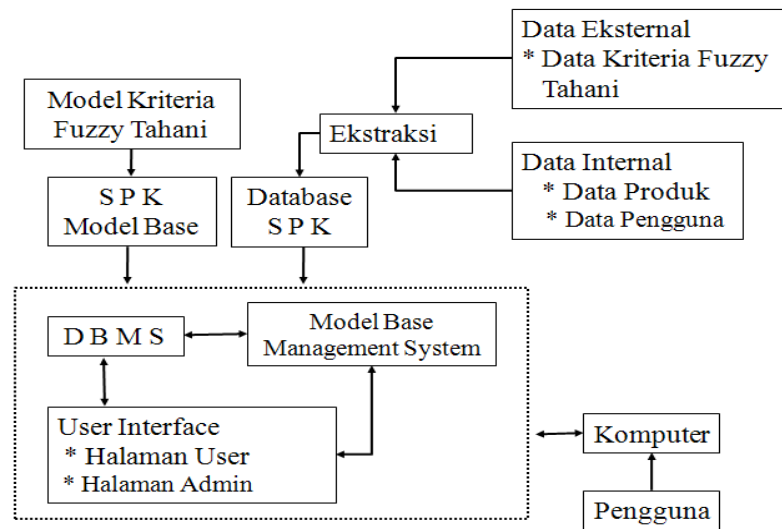 Data Eksternal
* Data Kriteria Fuzzy
Tahani
Model Kriteria
Fuzzy Tahani
Ekstraksi
Data Internal
* Data Produk
* Data Pengguna
S P K
Model Base
Database
S P K
D B M S
Model Base
Management System
User Interface
* Halaman User
* Halaman Admin
Komputer
Pengguna